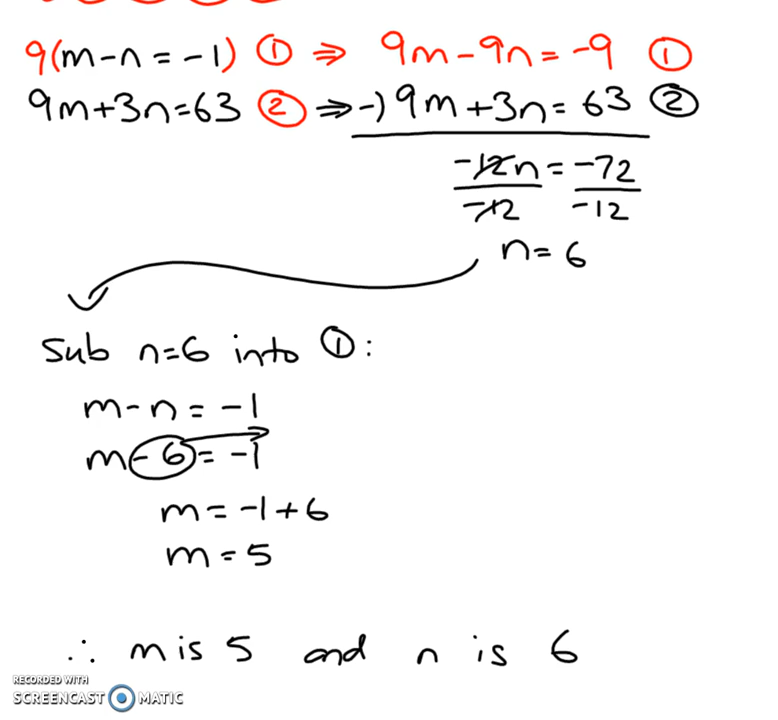 9(m-n = -1) ① ⇒ 9m-9n = -9 ①
9m+3n=63 ② ⇒ -) 9m+3n = 63 ②
-12n = -72
-12 -12
n = 6
Sub n=6 into ①:
m-n = -1
m-6 = -1
m = -1+6
m = 5
∴ m is 5 and n is 6
RECORDED WITH
SCREENCAST MATIC